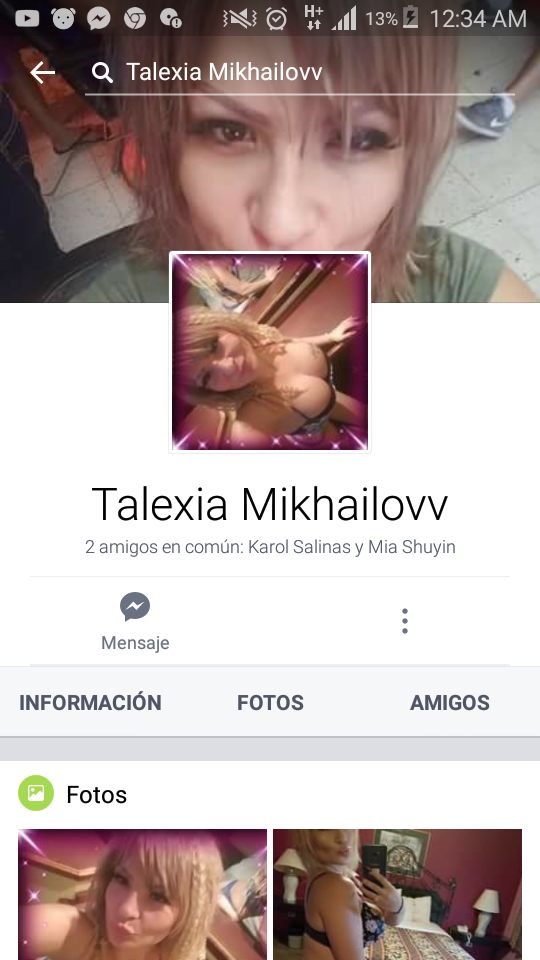 H+ 13% 12:34 AM
Talexia Mikhailovv
Talexia Mikhailovv
2 amigos en común: Karol Salinas y Mia Shuyin
Mensaje
INFORMACIÓN FOTOS AMIGOS
Fotos